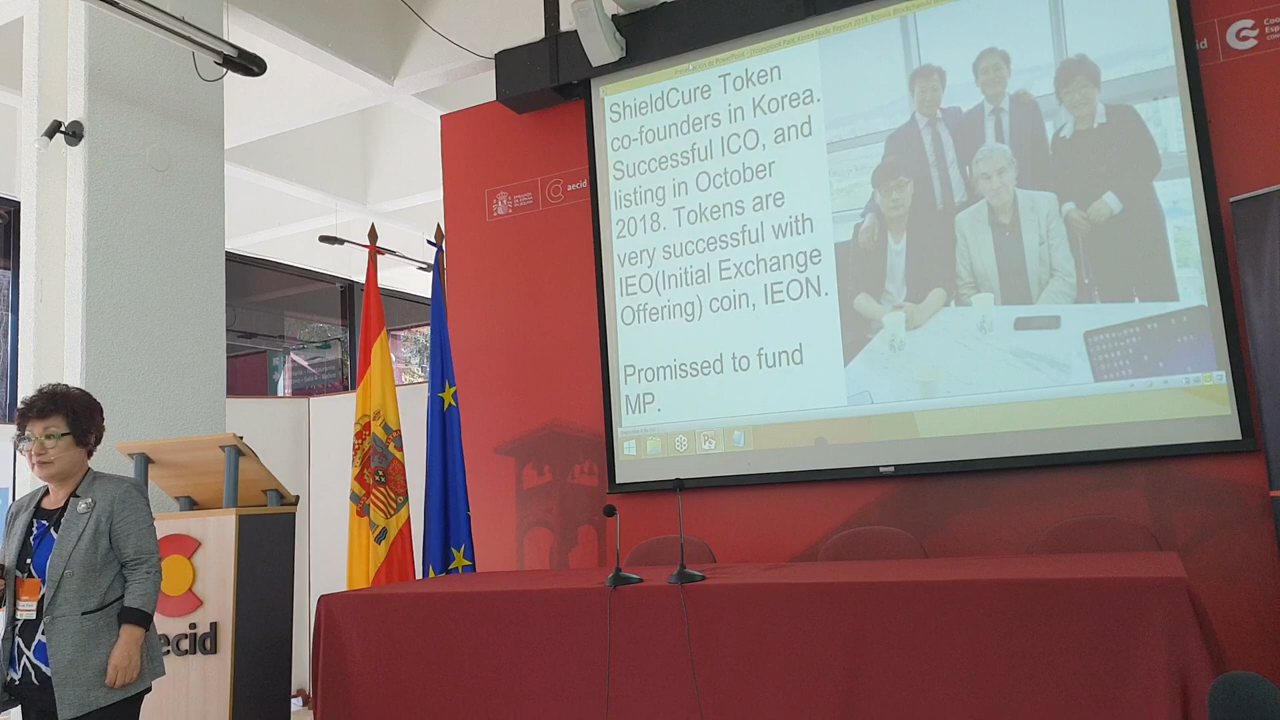 ShieldCure Token
co-founders in Korea.
Successful ICO, and
listing in October
2018. Tokens are
very successful with
IEO(Initial Exchange
Offering) coin, IEON.
Promissed to fund
MP.
aecid
ecid